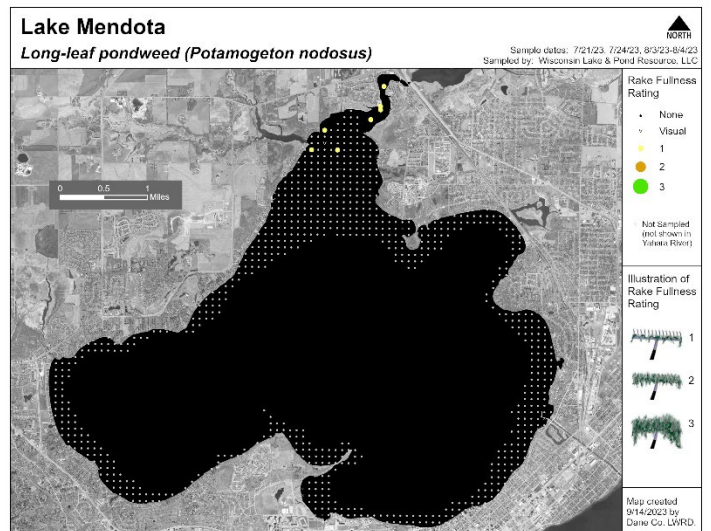 Lake Mendota
Long-leaf pondweed (Potamogeton nodosus)
NORTH
Sample dates: 7/21/23, 7/24/23, 8/3/23-8/4/23
Sampled by: Wisconsin Lake & Pond Resource, LLC
Rake Fullness
Rating
None
Visual
1
2
3
Not Sampled
(not shown in
Yahara River)
0 0.5 1
Miles
Illustration of
Rake Fullness
Rating
1
2
3
Map created
9/14/2023 by
Dane Co. LWRD.